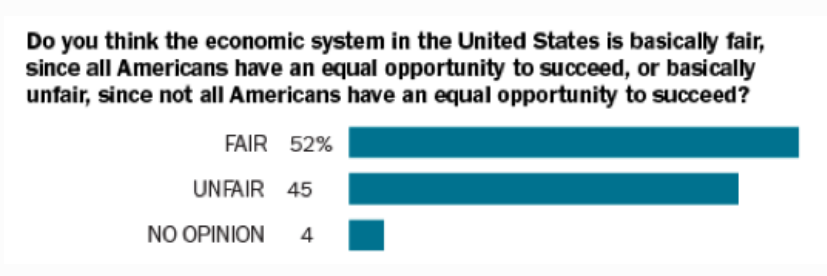 Do you think the economic system in the United States is basically fair,
since all Americans have an equal opportunity to succeed, or basically
unfair, since not all Americans have an equal opportunity to succeed?
FAIR 52%
UNFAIR 45
NO OPINION 4